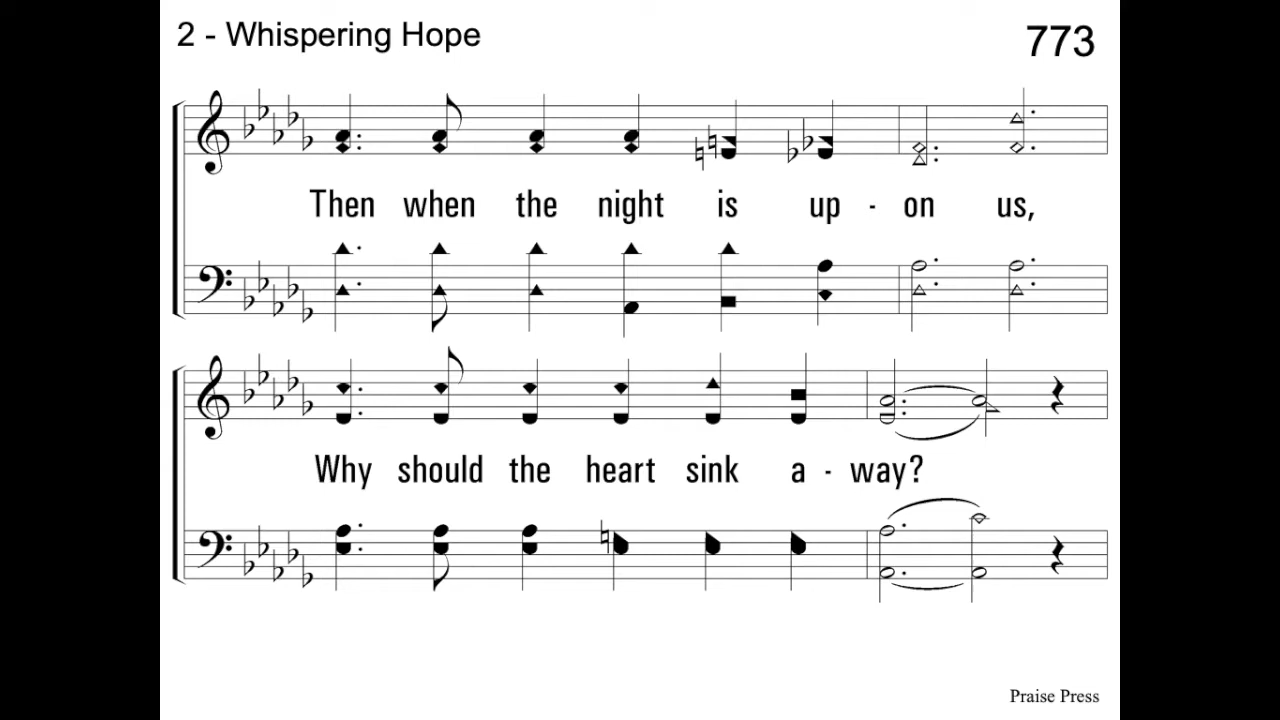 2 - Whispering Hope
773
Then when the night is up - on us,
Why should the heart sink a - way?
Praise Press